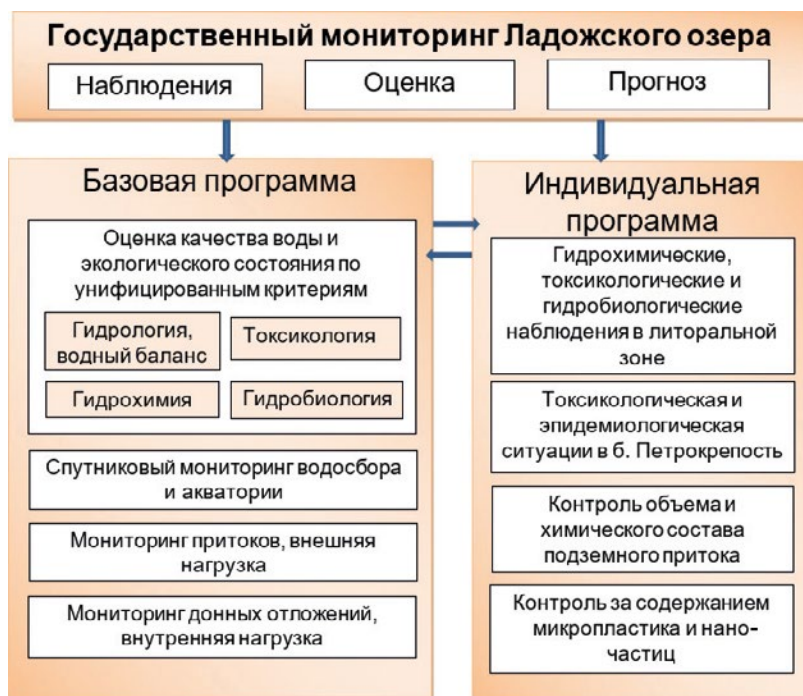 Государственный мониторинг Ладожского озера
Наблюдения
Оценка
Прогноз
Базовая программа
Оценка качества воды и
экологического состояния по
унифицированным критериям
Гидрология,
водный баланс
Токсикология
Гидрохимия
Гидробиология
Спутниковый мониторинг водосбора
и акватории
Мониторинг притоков, внешняя
нагрузка
Мониторинг донных отложений,
внутренняя нагрузка
Индивидуальная
программа
Гидрохимические,
токсикологические и
гидробиологические
наблюдения в литоральной
зоне
Токсикологическая и
эпидемиологическая
ситуации в б. Петрокрепость
Контроль объема и
химического состава
подземного притока
Контроль за содержанием
микропластика и нано-
частиц